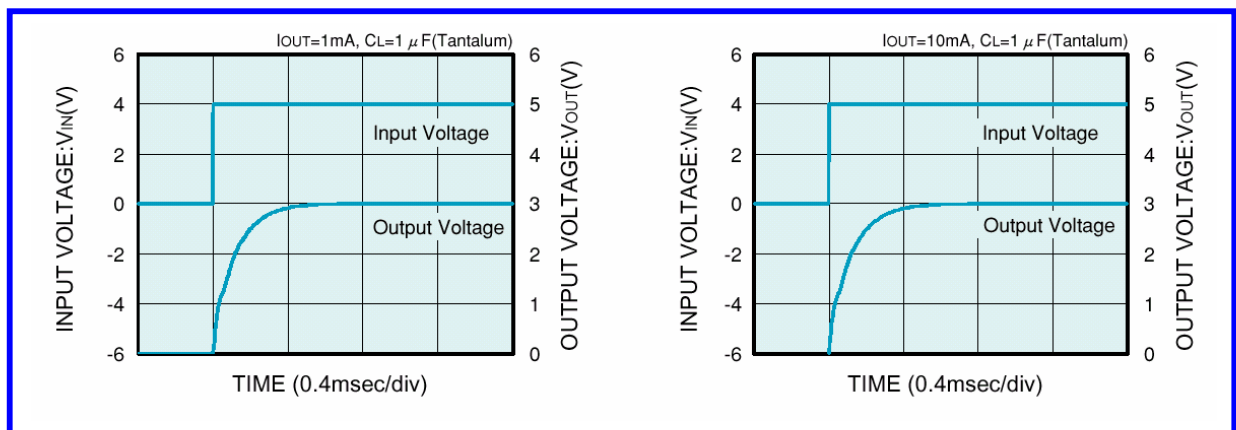 IOUT=1mA, CL=1 μF(Tantalum)
6
4
2
0
-2
-4
-6
INPUT VOLTAGE:VIN(V)
Input Voltage
Output Voltage
6
5
4
3
2
1
0
OUTPUT VOLTAGE:VOUT(V)
TIME (0.4msec/div)
IOUT=10mA, CL=1 μF(Tantalum)
6
4
2
0
-2
-4
-6
INPUT VOLTAGE:VIN(V)
Input Voltage
Output Voltage
6
5
4
3
2
1
0
OUTPUT VOLTAGE:VOUT(V)
TIME (0.4msec/div)